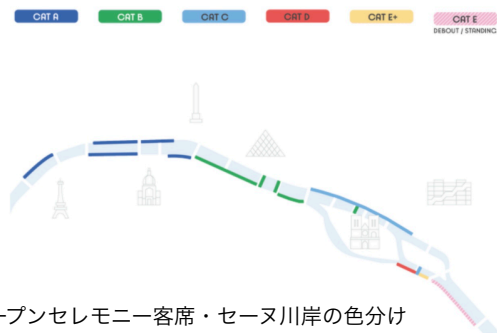 CAT A
CAT B
CAT C
CAT D
CAT E+
CAT E
DEBOUT / STANDING
ープンセレモニー客席・セーヌ川岸の色分け